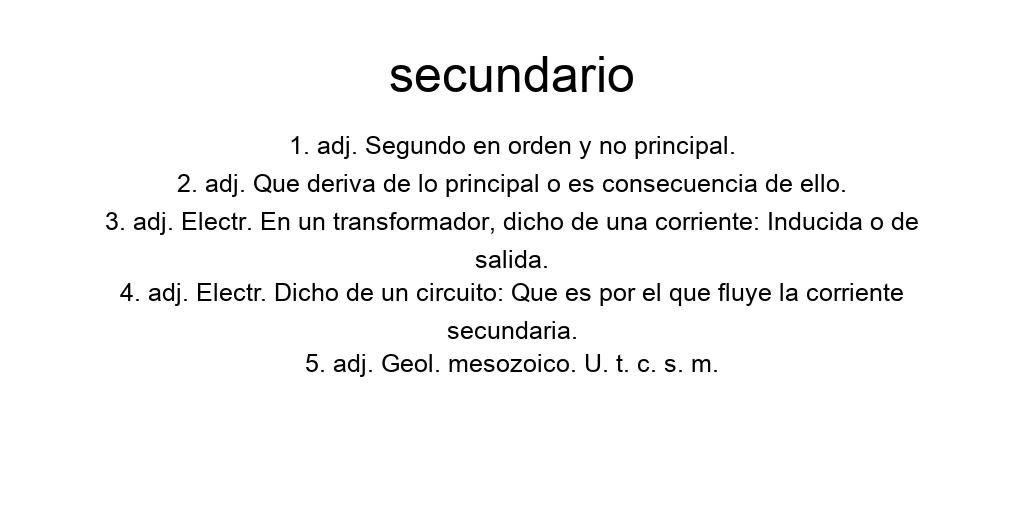 secundario
1. adj. Segundo en orden y no principal.
2. adj. Que deriva de lo principal o es consecuencia de ello.
3. adj. Electr. En un transformador, dicho de una corriente: Inducida o de
salida.
4. adj. Electr. Dicho de un circuito: Que es por el que fluye la corriente
secundaria.
5. adj. Geol. mesozoico. U. t. c. s. m.